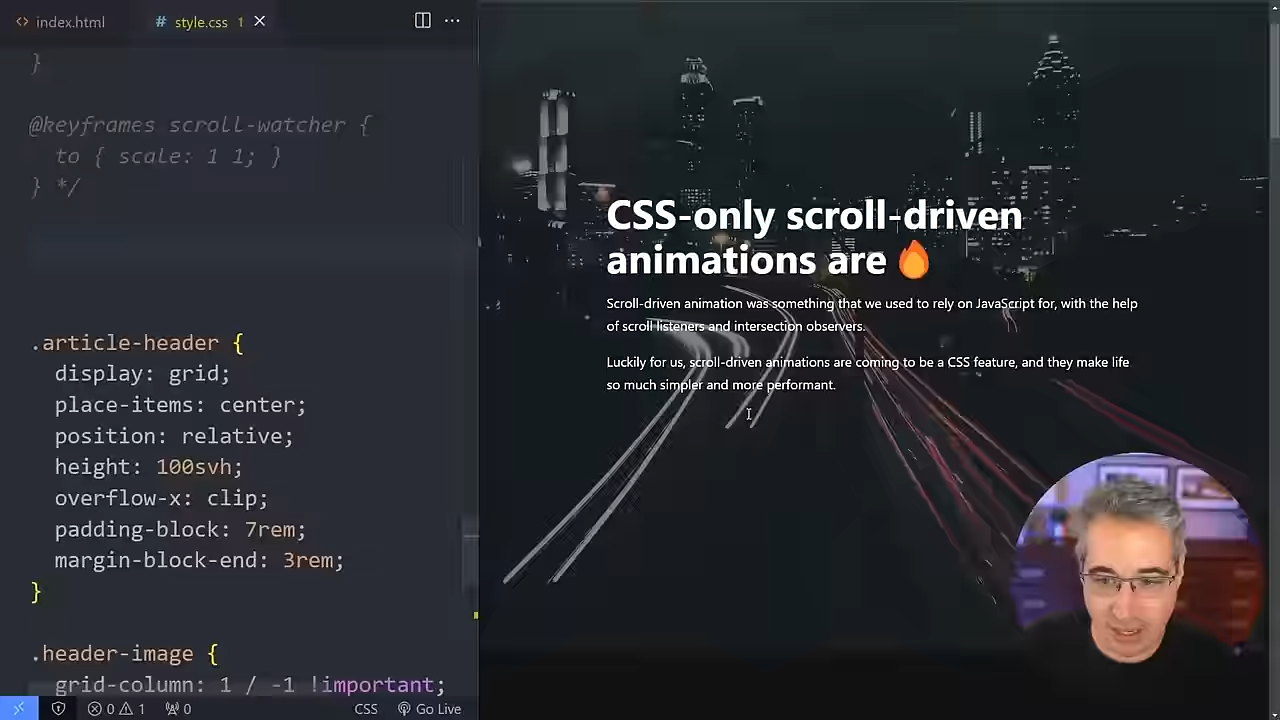 index.html
# style.css 1
}
@keyframes scroll-watcher {
to { scale: 1 1; }
} */
.article-header {
display: grid;
place-items: center;
position: relative;
height: 100svh;
overflow-x: clip;
padding-block: 7rem;
margin-block-end: 3rem;
}
.header-image {
grid-column: 1 / -1 !important;
0 1 0 CSS Go Live
CSS-only scroll-driven
animations are 🔥
Scroll-driven animation was something that we used to rely on JavaScript for, with the help
of scroll listeners and intersection observers.
Luckily for us, scroll-driven animations are coming to be a CSS feature, and they make life
so much simpler and more performant.